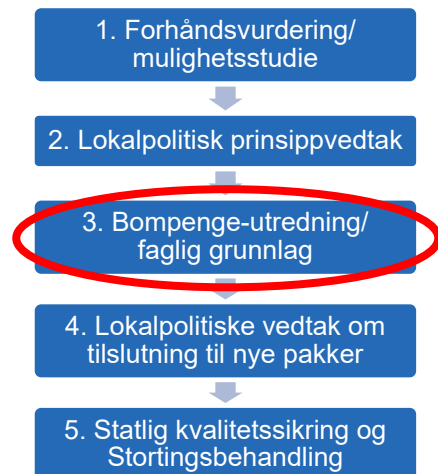 1. Forhåndsvurdering/
mulighetsstudie
2. Lokalpolitisk prinsippvedtak
3. Bompenge-utredning/
faglig grunnlag
4. Lokalpolitiske vedtak om
tilslutning til nye pakker
5. Statlig kvalitetssikring og
Stortingsbehandling